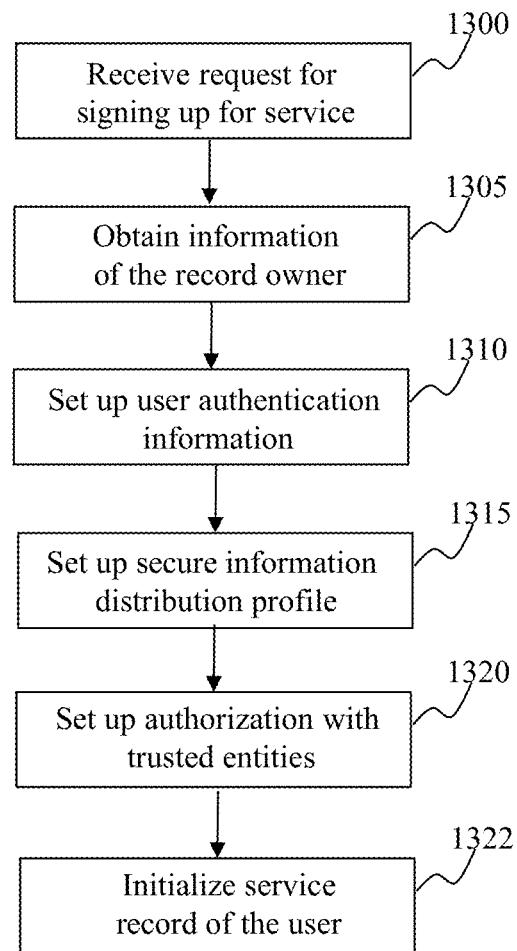 1300
Receive request for
signing up for service
1305
Obtain information
of the record owner
1310
Set up user authentication
information
1315
Set up secure information
distribution profile
1320
Set up authorization with
trusted entities
1322
Initialize service
record of the user